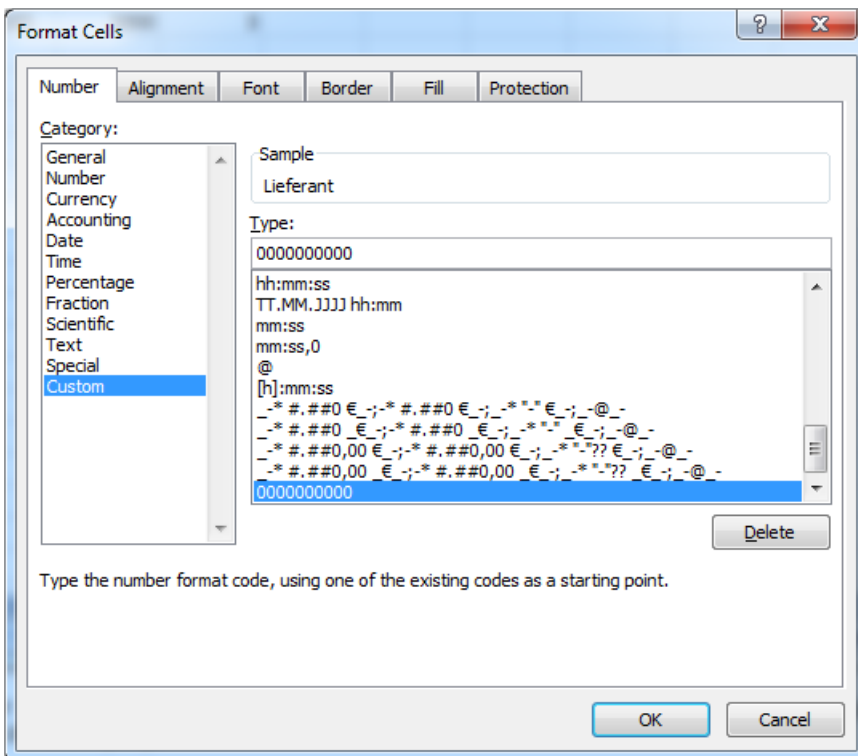 Format Cells
Number Alignment Font Border Fill Protection
Category:
General
Number
Currency
Accounting
Date
Time
Percentage
Fraction
Scientific
Text
Special
Custom
Sample
Lieferant
Type:
0000000000
hh:mm:ss
TT.MM.JJJJ hh:mm
mm:ss
mm:ss,0
@
[h]:mm:ss
_-* #.##0 €_-;-* #.##0 €_-;_-* "-" €_-;_-@_-
_-* #.##0 _€_-;-* #.##0 _€_-;_-* "-" _€_-;_-@_-
_-* #.##0,00 €_-;-* #.##0,00 €_-;_-* "-"?? €_-;_-@_-
_-* #.##0,00 _€_-;-* #.##0,00 _€_-;_-* "-"?? _€_-;_-@_-
0000000000
Delete
Type the number format code, using one of the existing codes as a starting point.
OK Cancel